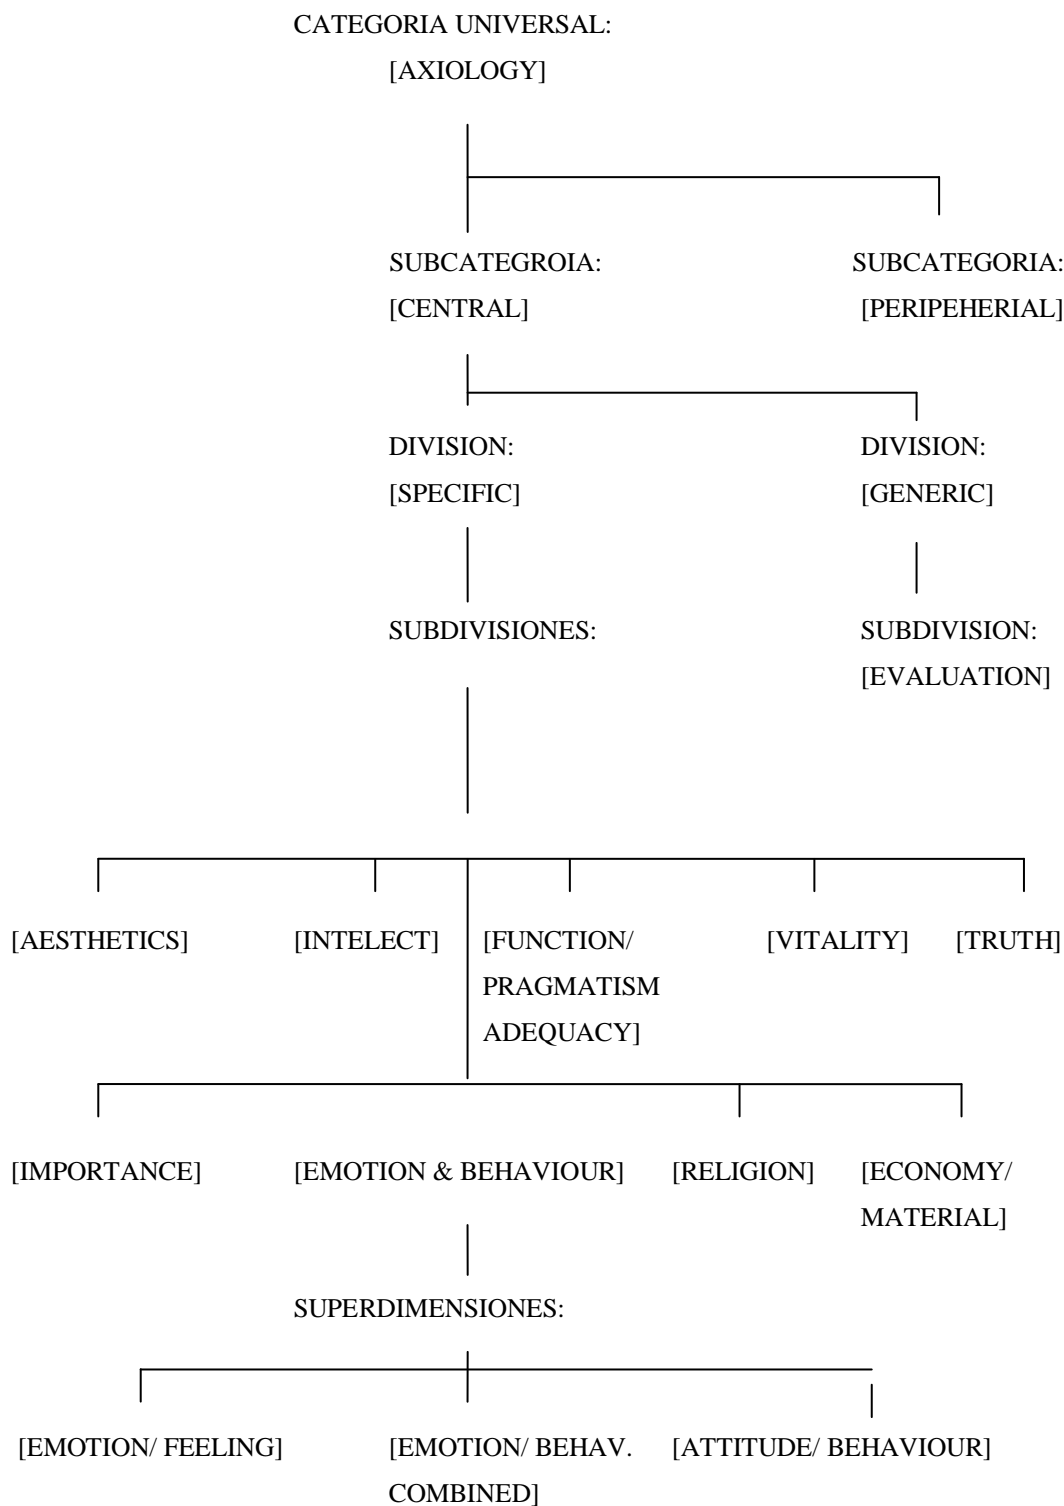 CATEGORIA UNIVERSAL:
[AXIOLOGY]
SUBCATEGROIA:
[CENTRAL]
SUBCATEGORIA:
[PERIPEHERIAL]
DIVISION:
[SPECIFIC]
DIVISION:
[GENERIC]
SUBDIVISIONES:
SUBDIVISION:
[EVALUATION]
[AESTHETICS]
[INTELECT]
[FUNCTION/
PRAGMATISM
ADEQUACY]
[VITALITY]
[TRUTH]
[IMPORTANCE]
[EMOTION & BEHAVIOUR]
[RELIGION]
[ECONOMY/
MATERIAL]
SUPERDIMENSIONES:
[EMOTION/ FEELING]
[EMOTION/ BEHAV.
COMBINED]
[ATTITUDE/ BEHAVIOUR]